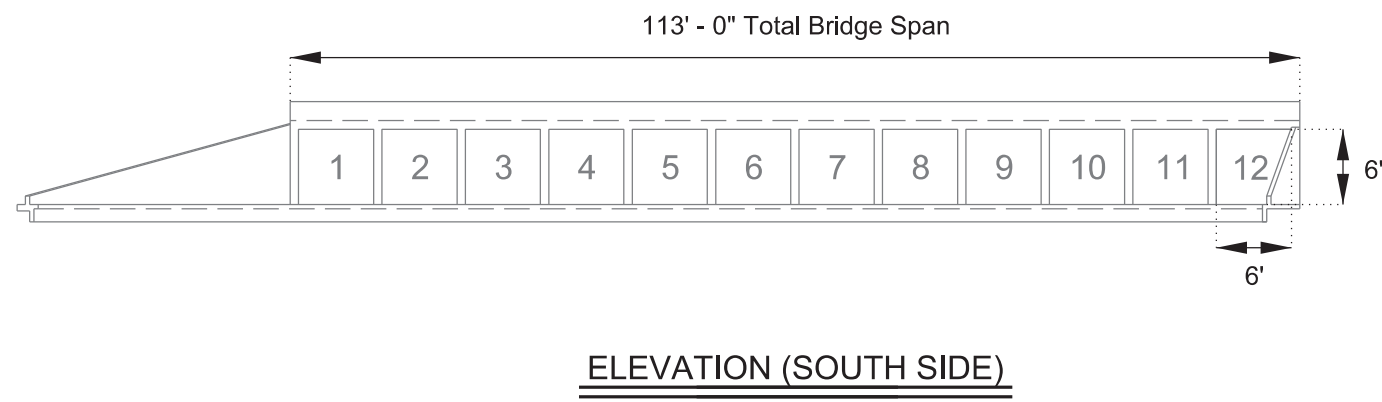 113' - 0" Total Bridge Span
1 2 3 4 5 6 7 8 9 10 11 12
6'
6'
ELEVATION (SOUTH SIDE)